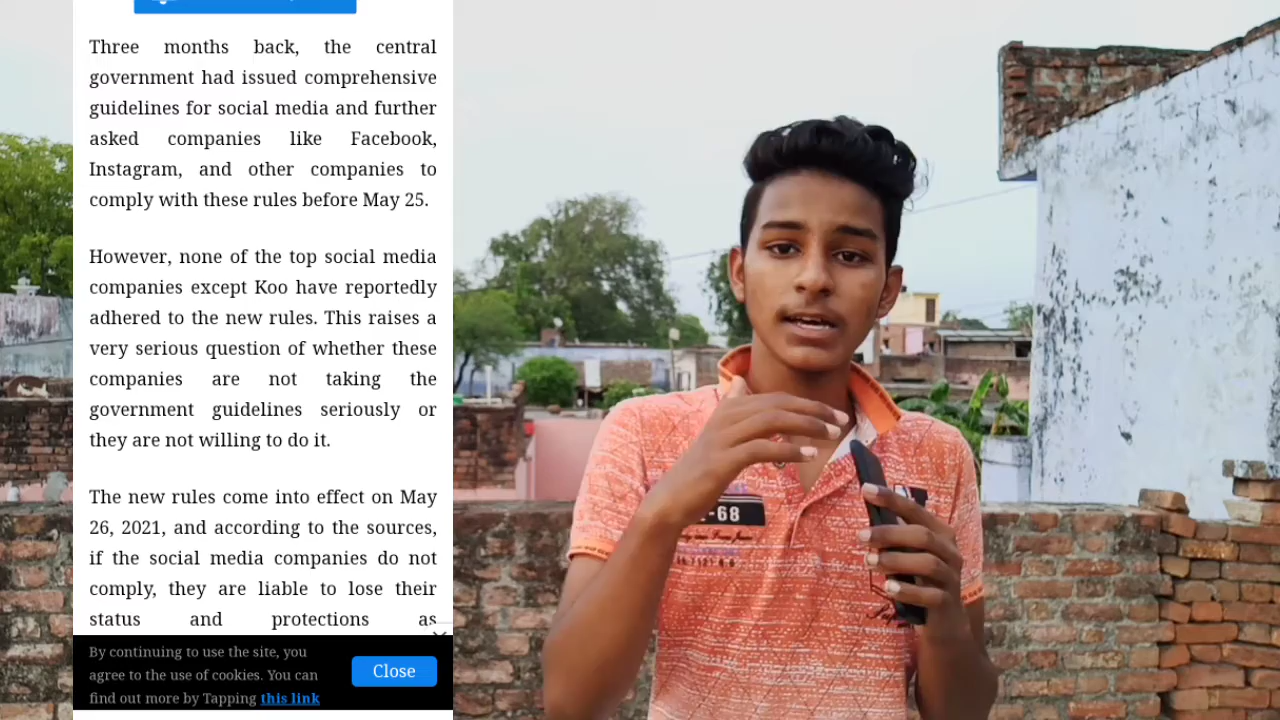 Three months back, the central
government had issued comprehensive
guidelines for social media and further
asked companies like Facebook,
Instagram, and other companies to
comply with these rules before May 25.
However, none of the top social media
companies except Koo have reportedly
adhered to the new rules. This raises a
very serious question of whether these
companies are not taking the
government guidelines seriously or
they are not willing to do it.
The new rules come into effect on May
26, 2021, and according to the sources,
if the social media companies do not
comply, they are liable to lose their
status and protections as
By continuing to use the site, you
agree to the use of cookies. You can
find out more by Tapping this link
Close
-68